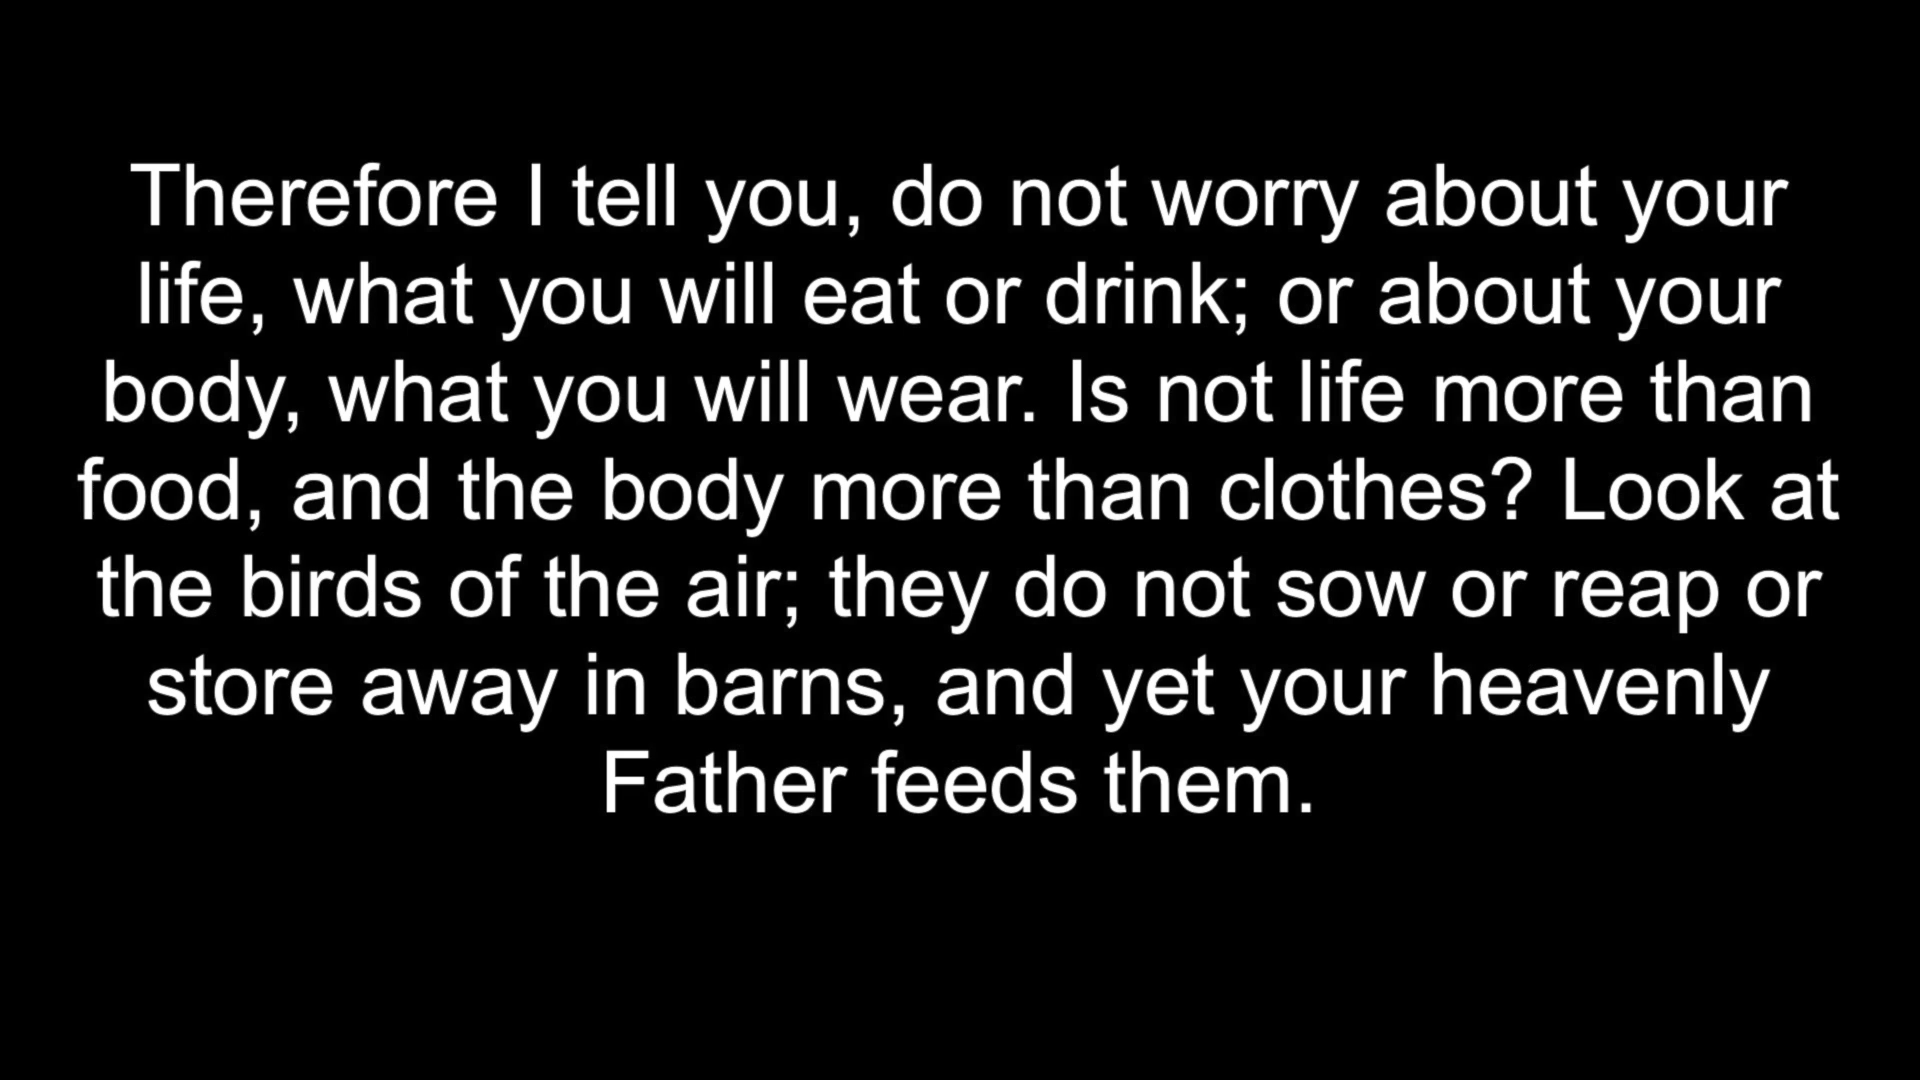 Therefore I tell you, do not worry about your
life, what you will eat or drink; or about your
body, what you will wear. Is not life more than
food, and the body more than clothes? Look at
the birds of the air; they do not sow or reap or
store away in barns, and yet your heavenly
Father feeds them.